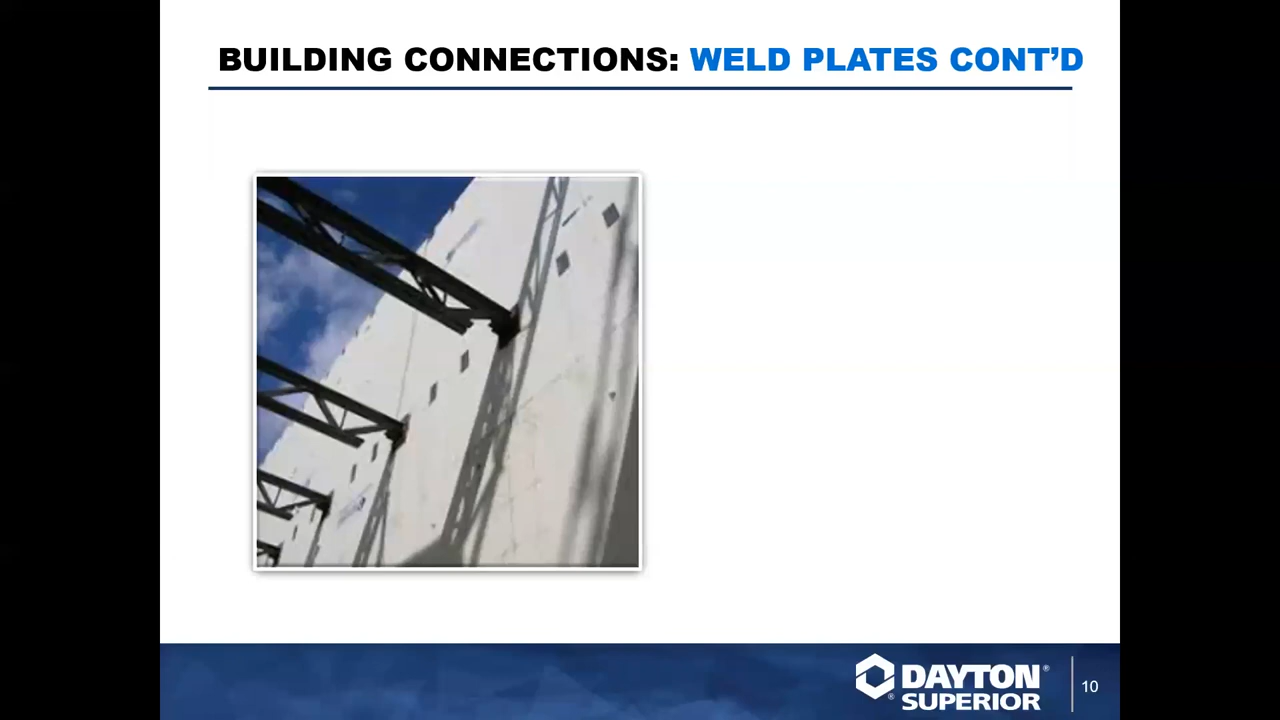 BUILDING CONNECTIONS: WELD PLATES CONT’D
DAYTON®
®SUPERIOR
10